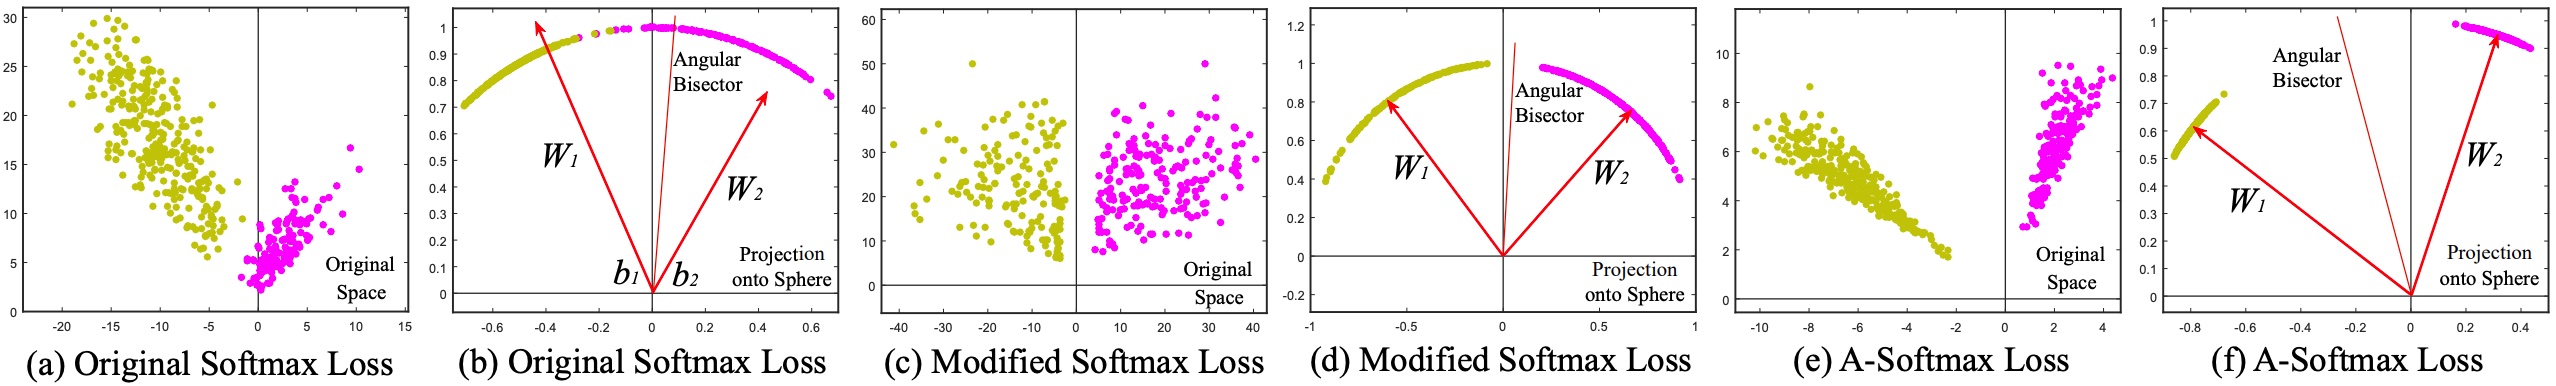 30
25
20
15
10
5
0
-20 -15 -10 -5 0 5 10 15
Original
Space
(a) Original Softmax Loss
1
0.9
0.8
0.7
0.6
0.5
0.4
0.3
0.2
0.1
0
-0.6 -0.4 -0.2 0 0.2 0.4 0.6
Angular
Bisector
W1
W2
b1 b2
Projection
onto Sphere
(b) Original Softmax Loss
60
50
40
30
20
10
0
-40 -30 -20 -10 0 10 20 30 40
Original
Space
(c) Modified Softmax Loss
1.2
1
0.8
0.6
0.4
0.2
0
-0.2
-1 -0.5 0 0.5 1
Angular
Bisector
W1
W2
Projection
onto Sphere
(d) Modified Softmax Loss
10
8
6
4
2
0
-10 -8 -6 -4 -2 0 2 4
Original
Space
(e) A-Softmax Loss
1
0.9
0.8
0.7
0.6
0.5
0.4
0.3
0.2
0.1
0
-0.8 -0.6 -0.4 -0.2 0 0.2 0.4
Angular
Bisector
W1
W2
Projection
onto Sphere
(f) A-Softmax Loss